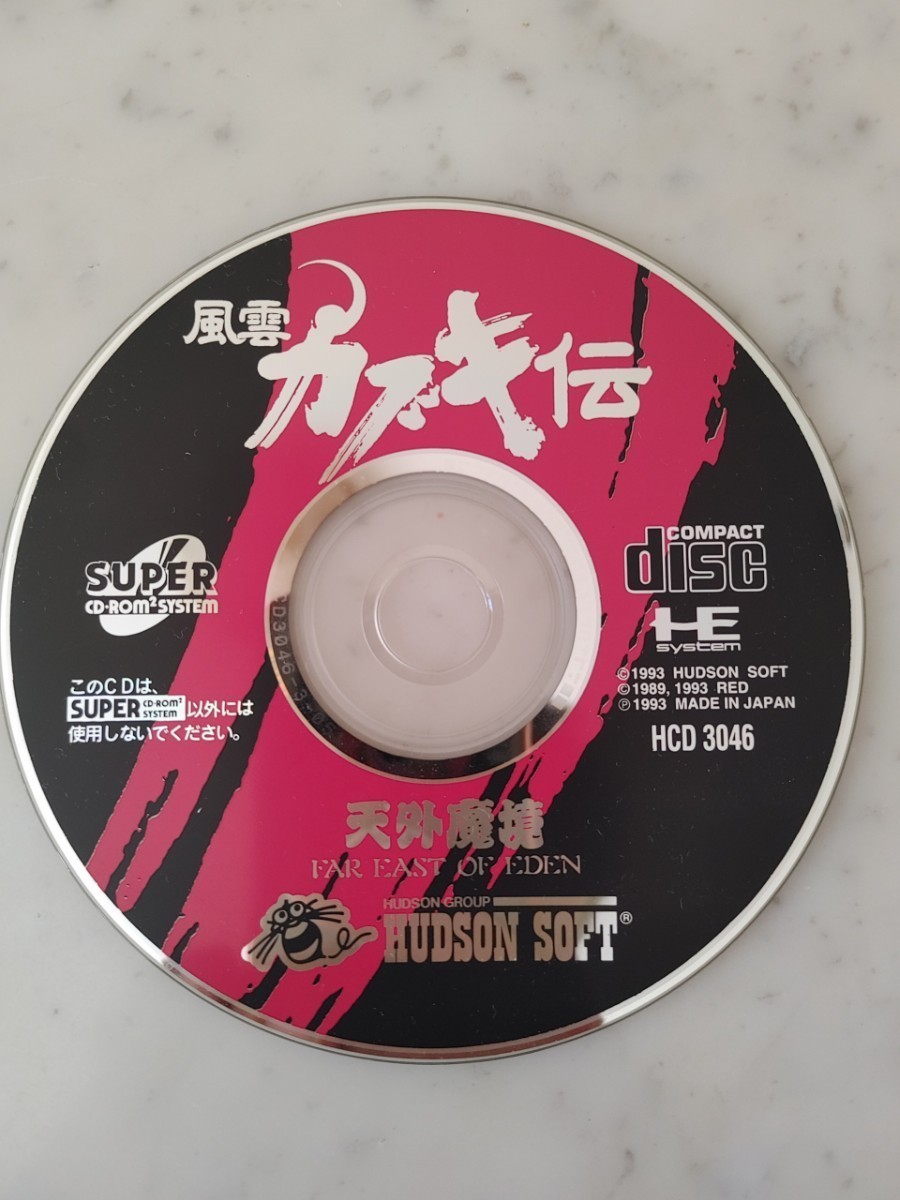 風雲
カブキ伝
SUPER
CD-ROM² SYSTEM
COMPACT
disc
HE
system
このCDは、
SUPER CD-ROM² SYSTEM 以外には
使用しないでください。
©1993 HUDSON SOFT
©1989, 1993 RED
Ⓟ1993 MADE IN JAPAN
HCD 3046
天外魔境
FAR EAST OF EDEN
HUDSON GROUP
HUDSON SOFT®